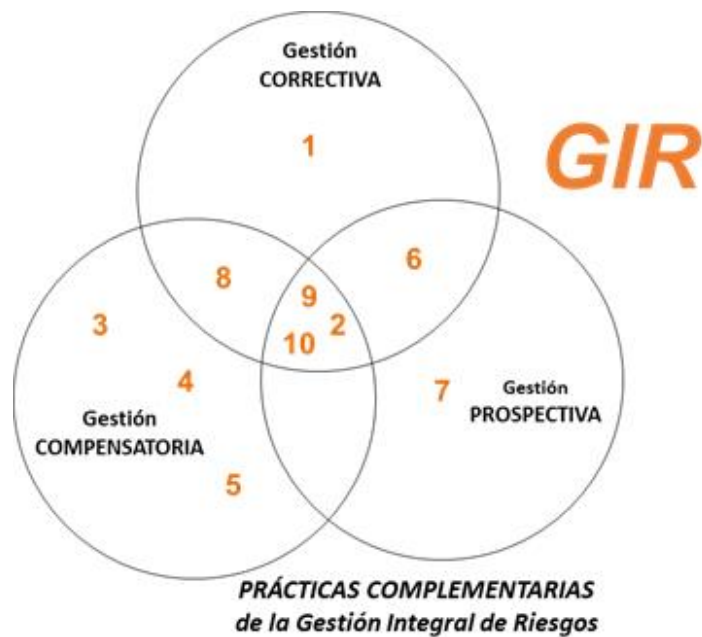 Gestión
CORRECTIVA
1
GIR
6
8
9
3
2
10
4
7
Gestión
PROSPECTIVA
Gestión
COMPENSATORIA
5
PRÁCTICAS COMPLEMENTARIAS
de la Gestión Integral de Riesgos